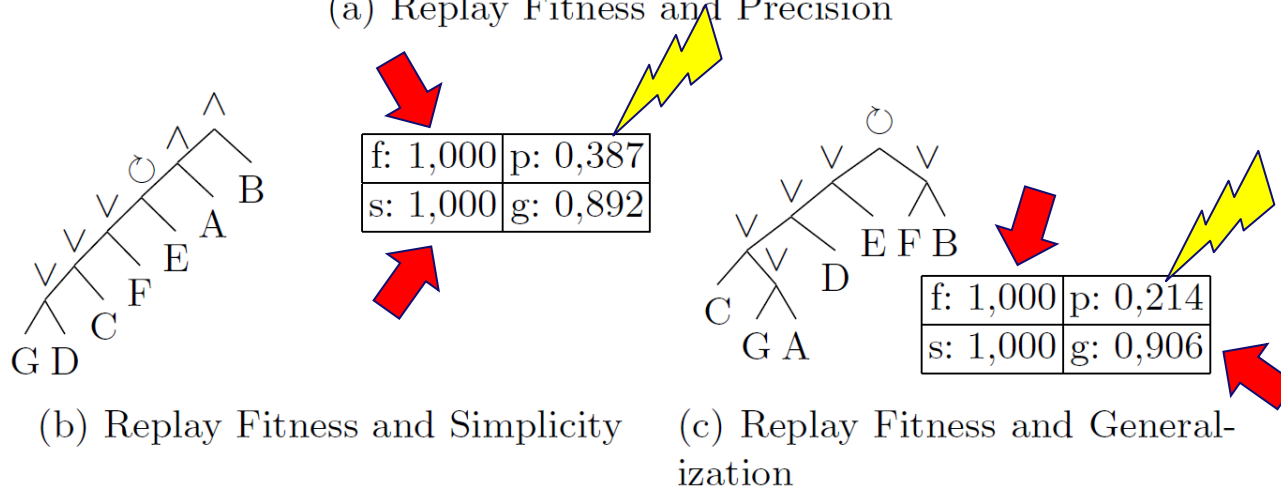 (a) Replay Fitness and Precision
∧
∧
↻
B
∨
A
∨
E
∨
F
C
G D
f: 1,000 p: 0,387
s: 1,000 g: 0,892
↻
∨ ∨
∨
∨
E F B
∨
D
C
G A
f: 1,000 p: 0,214
s: 1,000 g: 0,906
(b) Replay Fitness and Simplicity
(c) Replay Fitness and General-
ization